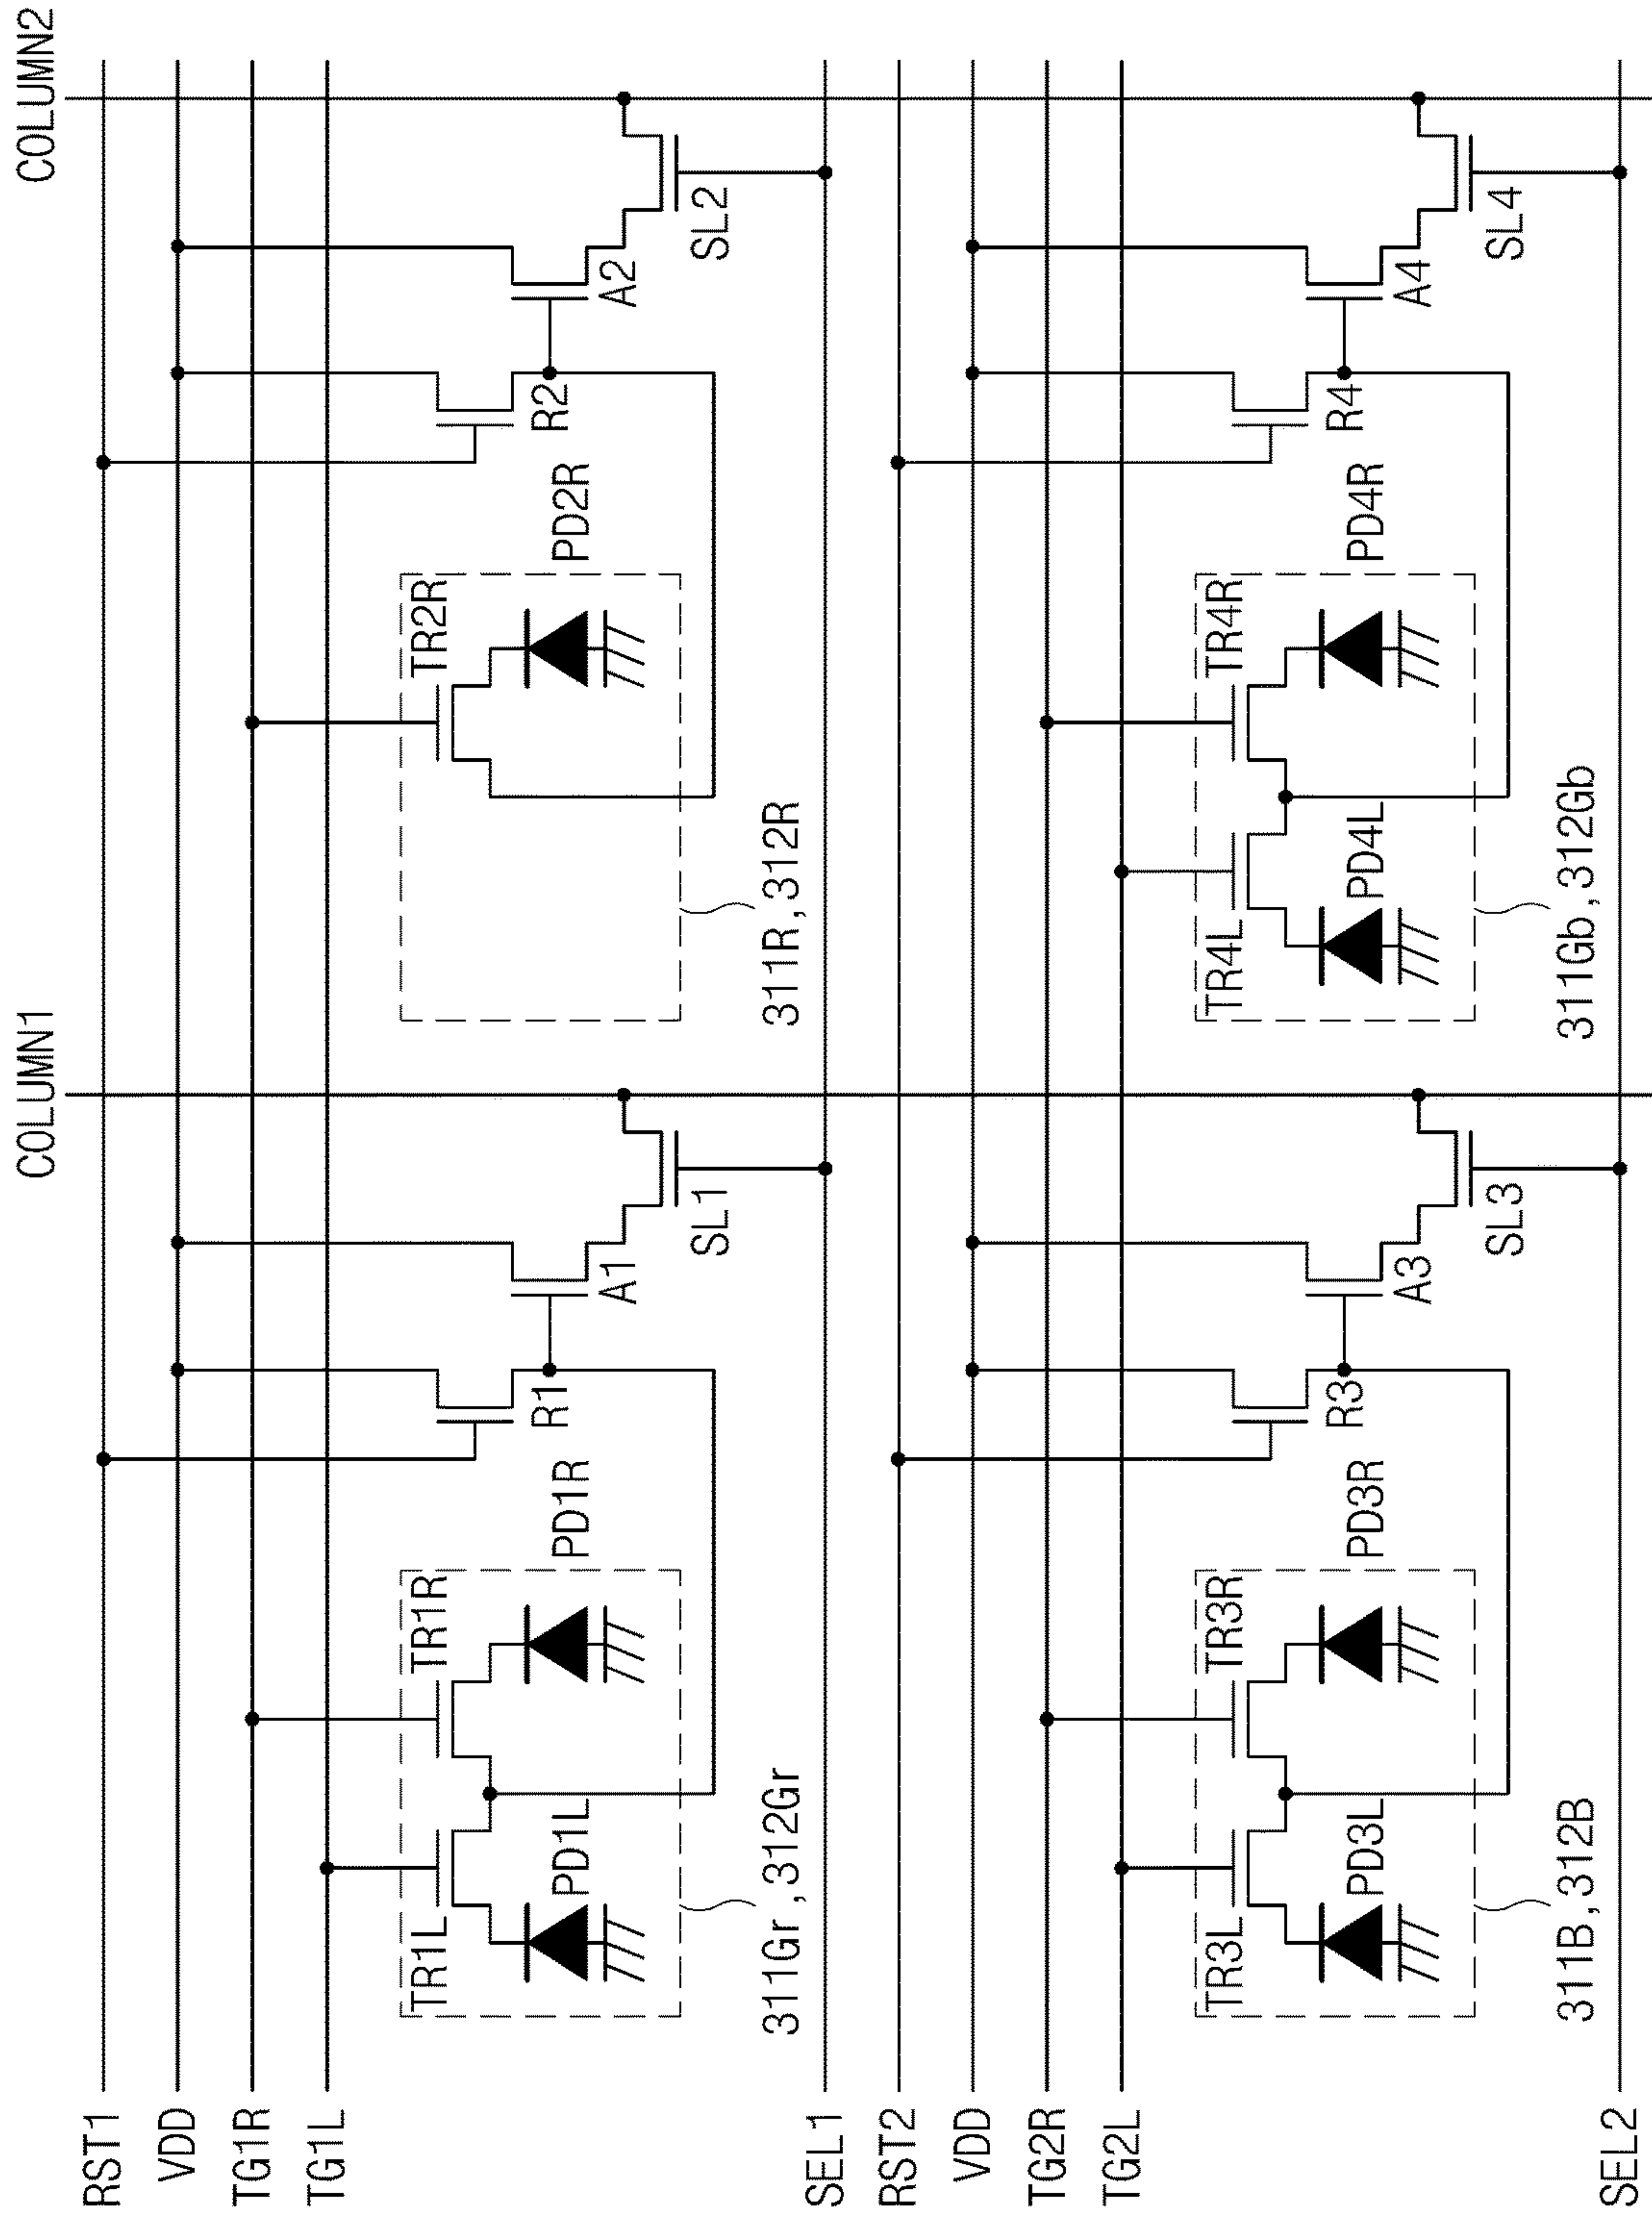 COLUMN1
COLUMN2
RST1
VDD
TG1R
TG1L
TR1L
TR1R
PD1L
PD1R
R1
A1
SL1
311Gr,312Gr
TR2R
PD2R
R2
A2
SL2
311R,312R
SEL1
RST2
VDD
TG2R
TG2L
TR3L
TR3R
PD3L
PD3R
R3
A3
SL3
311B,312B
TR4L
TR4R
PD4L
PD4R
R4
A4
SL4
311Gb,312Gb
SEL2